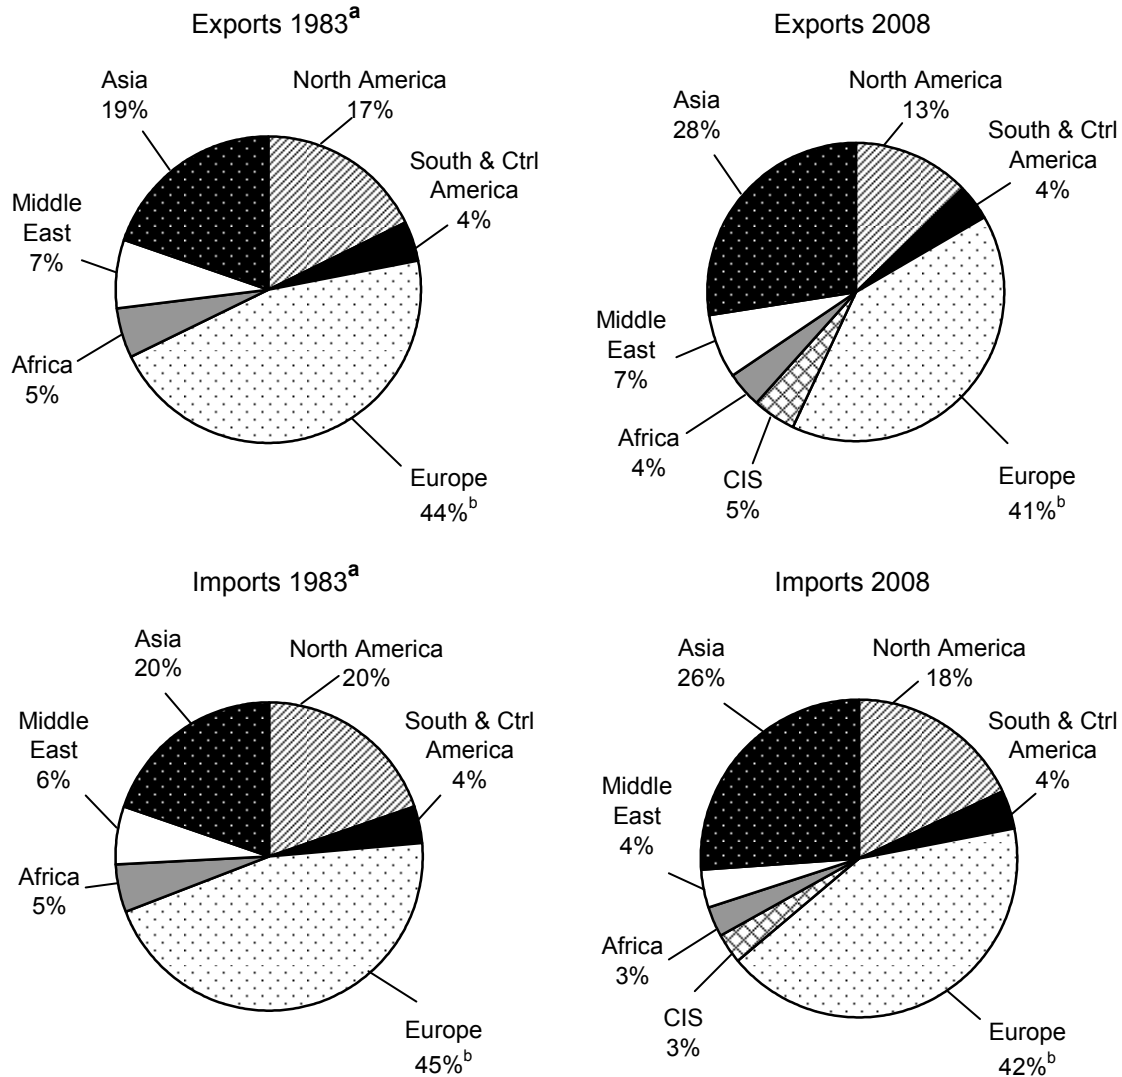 Exports 1983ᵃ
Asia
19%
North America
17%
South & Ctrl
America
4%
Middle
East
7%
Africa
5%
Europe
44%ᵇ
Exports 2008
Asia
28%
North America
13%
South & Ctrl
America
4%
Middle
East
7%
Africa
4%
CIS
5%
Europe
41%ᵇ
Imports 1983ᵃ
Asia
20%
North America
20%
South & Ctrl
America
4%
Middle
East
6%
Africa
5%
Europe
45%ᵇ
Imports 2008
Asia
26%
North America
18%
South & Ctrl
America
4%
Middle
East
4%
Africa
3%
CIS
3%
Europe
42%ᵇ